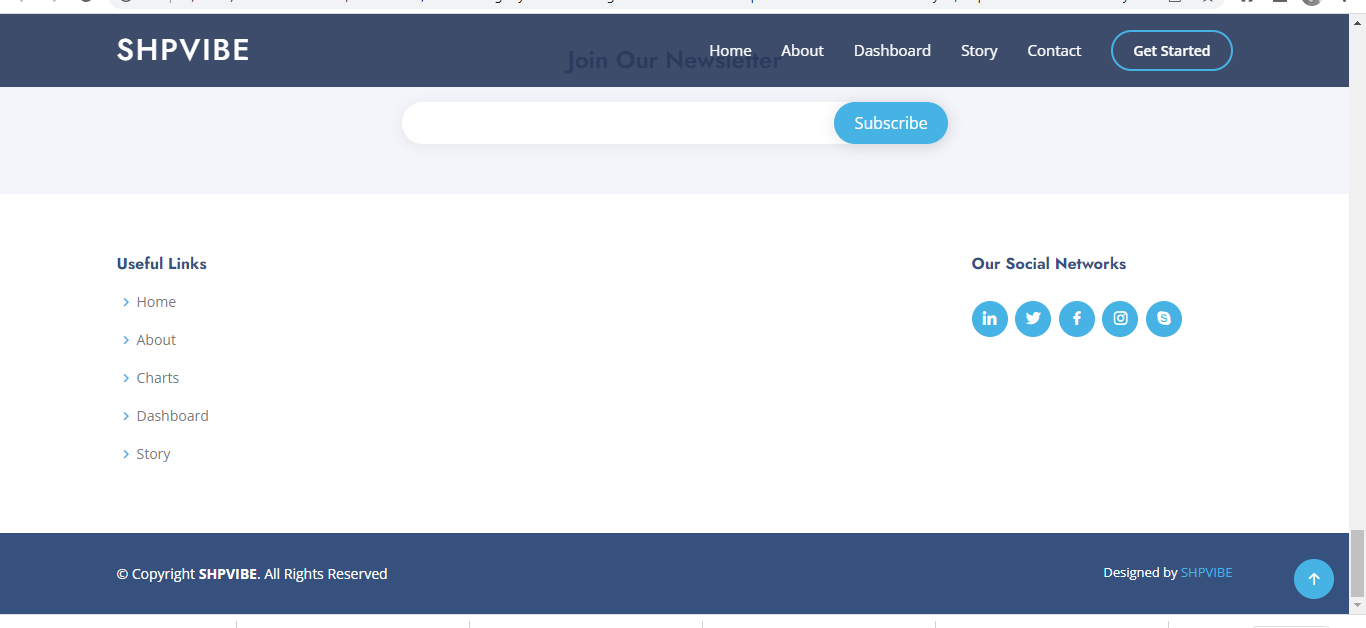 SHPVIBE
Join Our Newsletter
Home About Dashboard Story Contact Get Started
Subscribe
Useful Links
Home
About
Charts
Dashboard
Story
Our Social Networks
© Copyright SHPVIBE. All Rights Reserved
Designed by SHPVIBE